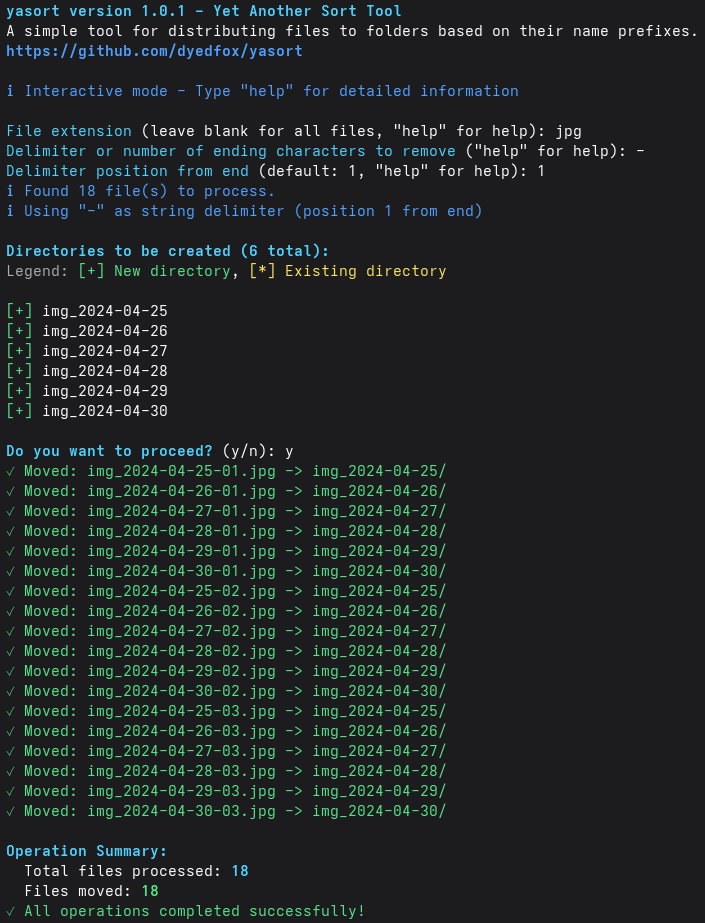 yasort version 1.0.1 - Yet Another Sort Tool
A simple tool for distributing files to folders based on their name prefixes.
https://github.com/dyedfox/yasort
ℹ Interactive mode - Type "help" for detailed information
File extension (leave blank for all files, "help" for help): jpg
Delimiter or number of ending characters to remove ("help" for help): -
Delimiter position from end (default: 1, "help" for help): 1
ℹ Found 18 file(s) to process.
ℹ Using "-" as string delimiter (position 1 from end)
Directories to be created (6 total):
Legend: [+] New directory, [*] Existing directory
[+] img_2024-04-25
[+] img_2024-04-26
[+] img_2024-04-27
[+] img_2024-04-28
[+] img_2024-04-29
[+] img_2024-04-30
Do you want to proceed? (y/n): y
✓ Moved: img_2024-04-25-01.jpg -> img_2024-04-25/
✓ Moved: img_2024-04-26-01.jpg -> img_2024-04-26/
✓ Moved: img_2024-04-27-01.jpg -> img_2024-04-27/
✓ Moved: img_2024-04-28-01.jpg -> img_2024-04-28/
✓ Moved: img_2024-04-29-01.jpg -> img_2024-04-29/
✓ Moved: img_2024-04-30-01.jpg -> img_2024-04-30/
✓ Moved: img_2024-04-25-02.jpg -> img_2024-04-25/
✓ Moved: img_2024-04-26-02.jpg -> img_2024-04-26/
✓ Moved: img_2024-04-27-02.jpg -> img_2024-04-27/
✓ Moved: img_2024-04-28-02.jpg -> img_2024-04-28/
✓ Moved: img_2024-04-29-02.jpg -> img_2024-04-29/
✓ Moved: img_2024-04-30-02.jpg -> img_2024-04-30/
✓ Moved: img_2024-04-25-03.jpg -> img_2024-04-25/
✓ Moved: img_2024-04-26-03.jpg -> img_2024-04-26/
✓ Moved: img_2024-04-27-03.jpg -> img_2024-04-27/
✓ Moved: img_2024-04-28-03.jpg -> img_2024-04-28/
✓ Moved: img_2024-04-29-03.jpg -> img_2024-04-29/
✓ Moved: img_2024-04-30-03.jpg -> img_2024-04-30/
Operation Summary:
Total files processed: 18
Files moved: 18
✓ All operations completed successfully!